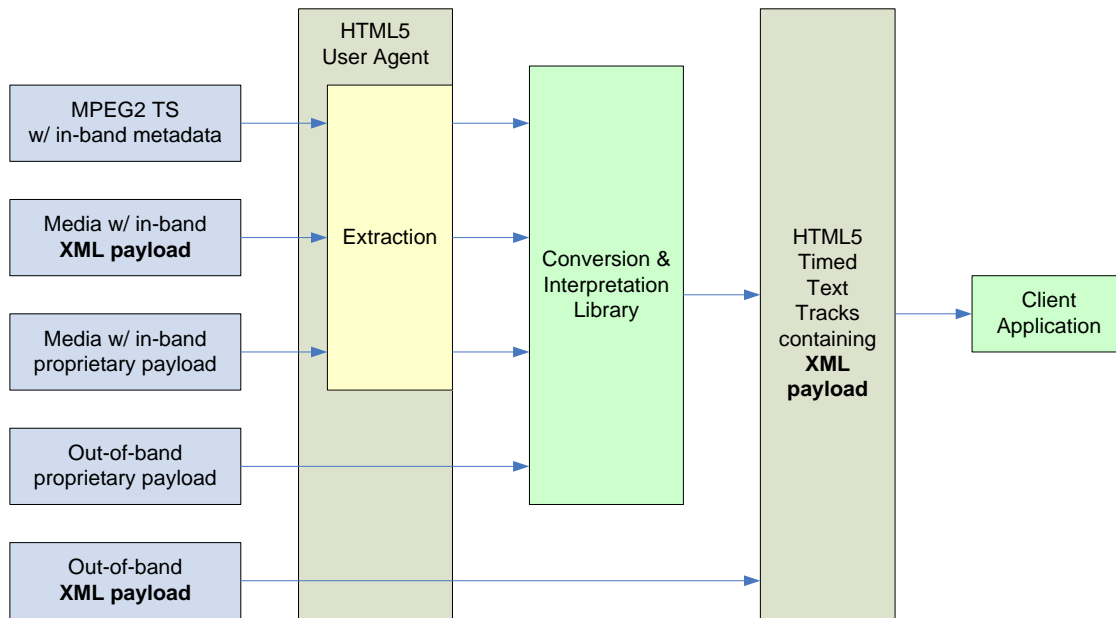 HTML5
User Agent
MPEG2 TS
w/ in-band metadata
Media w/ in-band
XML payload
Media w/ in-band
proprietary payload
Out-of-band
proprietary payload
Out-of-band
XML payload
Extraction
Conversion &
Interpretation
Library
HTML5
Timed
Text
Tracks
containing
XML
payload
Client
Application